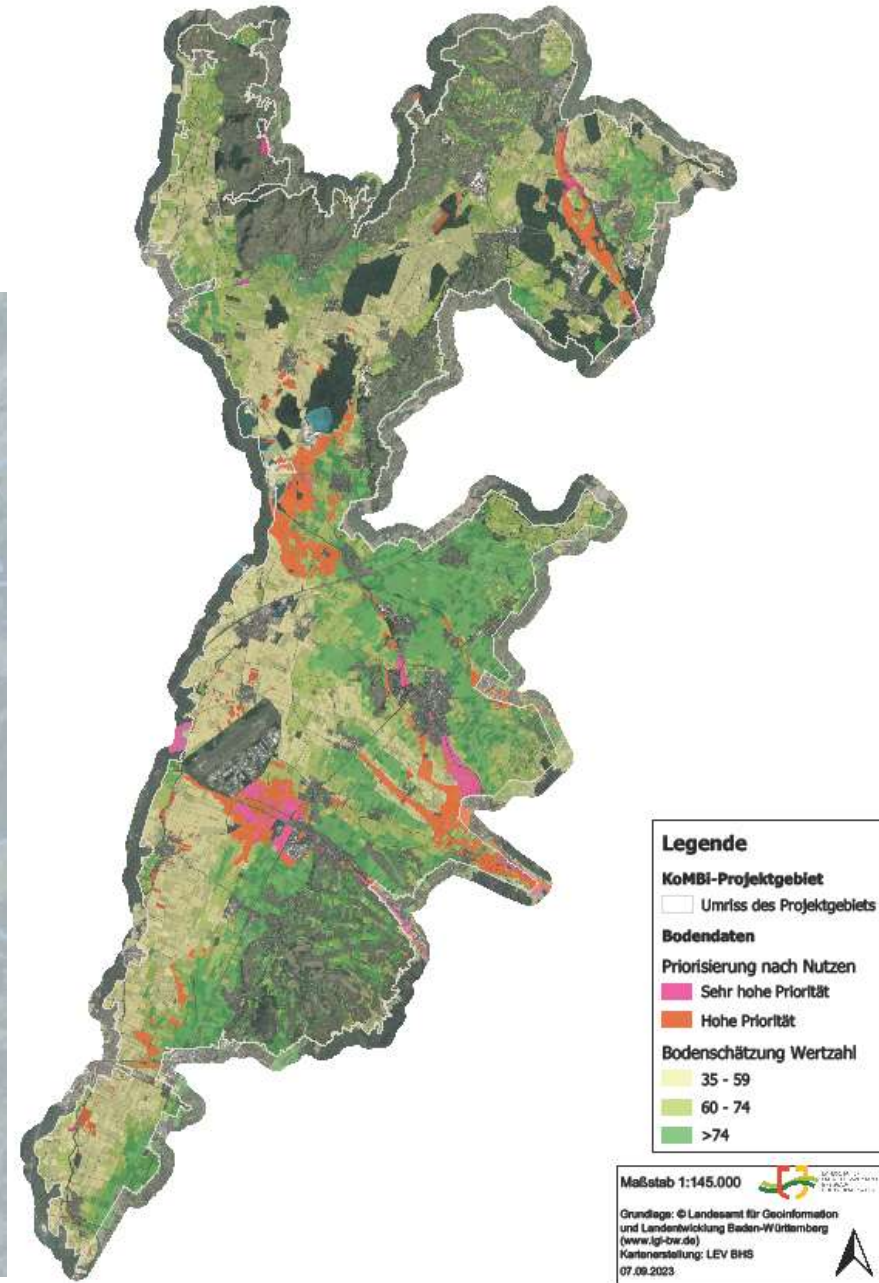 Legende
KoMBi-Projektgebiet
Umriss des Projektgebiets
Bodendaten
Priorisierung nach Nutzen
Sehr hohe Priorität
Hohe Priorität
Bodenschätzung Wertzahl
35 - 59
60 - 74
>74
Maßstab 1:145.000
Grundlage: © Landesamt für Geoinformation
und Landentwicklung Baden-Württemberg
(www.lgl-bw.de)
Kartenerstellung: LEV BHS
07.09.2023